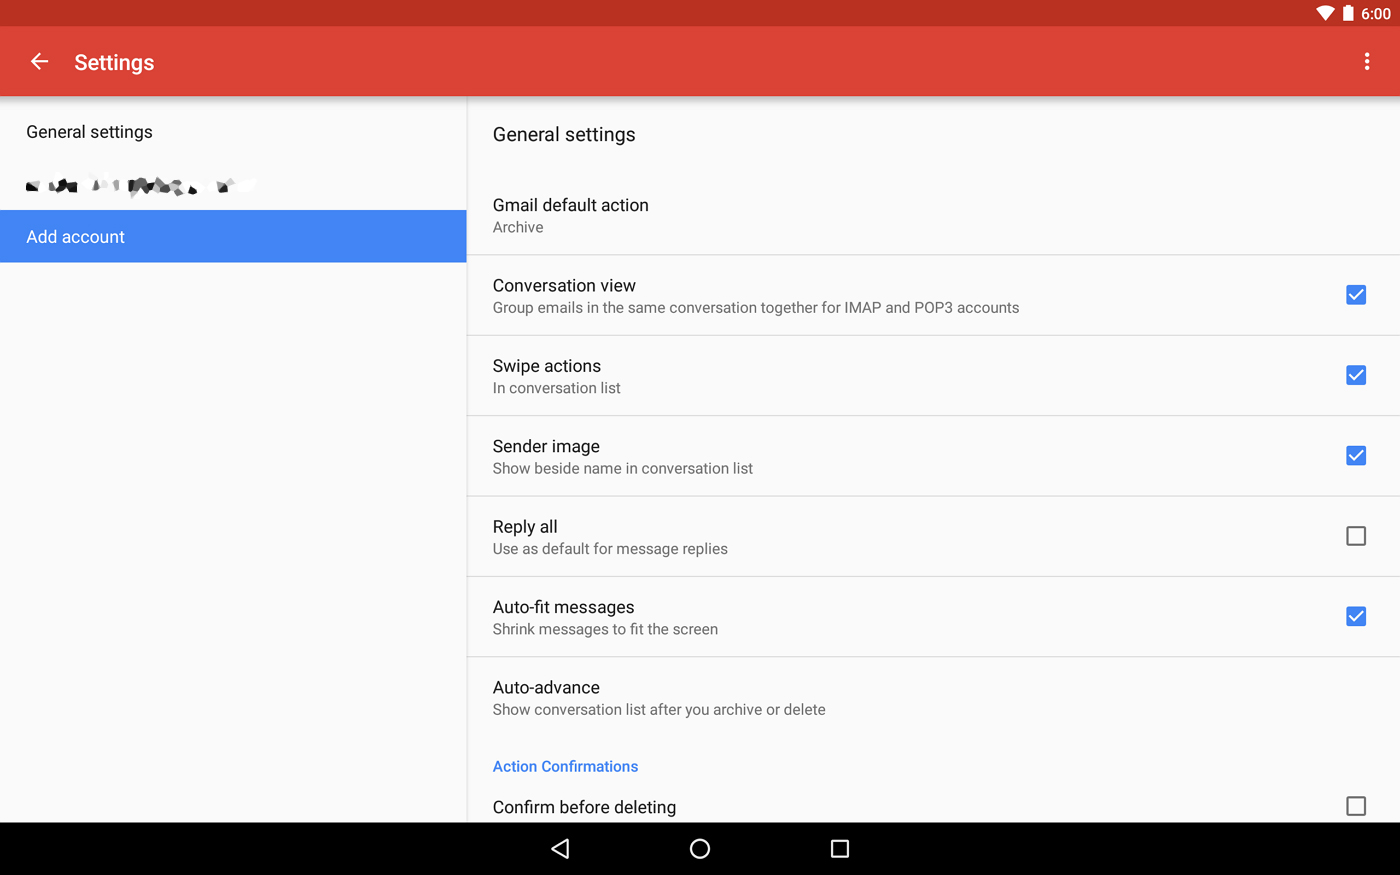 6:00
Settings
General settings
Add account
General settings
Gmail default action
Archive
Conversation view
Group emails in the same conversation together for IMAP and POP3 accounts
Swipe actions
In conversation list
Sender image
Show beside name in conversation list
Reply all
Use as default for message replies
Auto-fit messages
Shrink messages to fit the screen
Auto-advance
Show conversation list after you archive or delete
Action Confirmations
Confirm before deleting